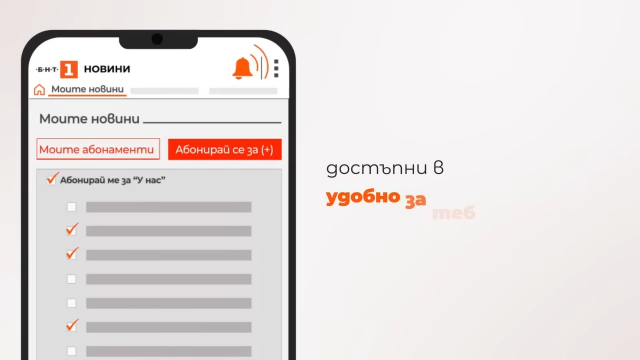 ·Б·Н·Т· 1 НОВИНИ
Моите новини
Моите новини
Моите абонаменти
Абонирай се за (+)
Абонирай ме за "У нас"
достъпни в
удобно за
теб